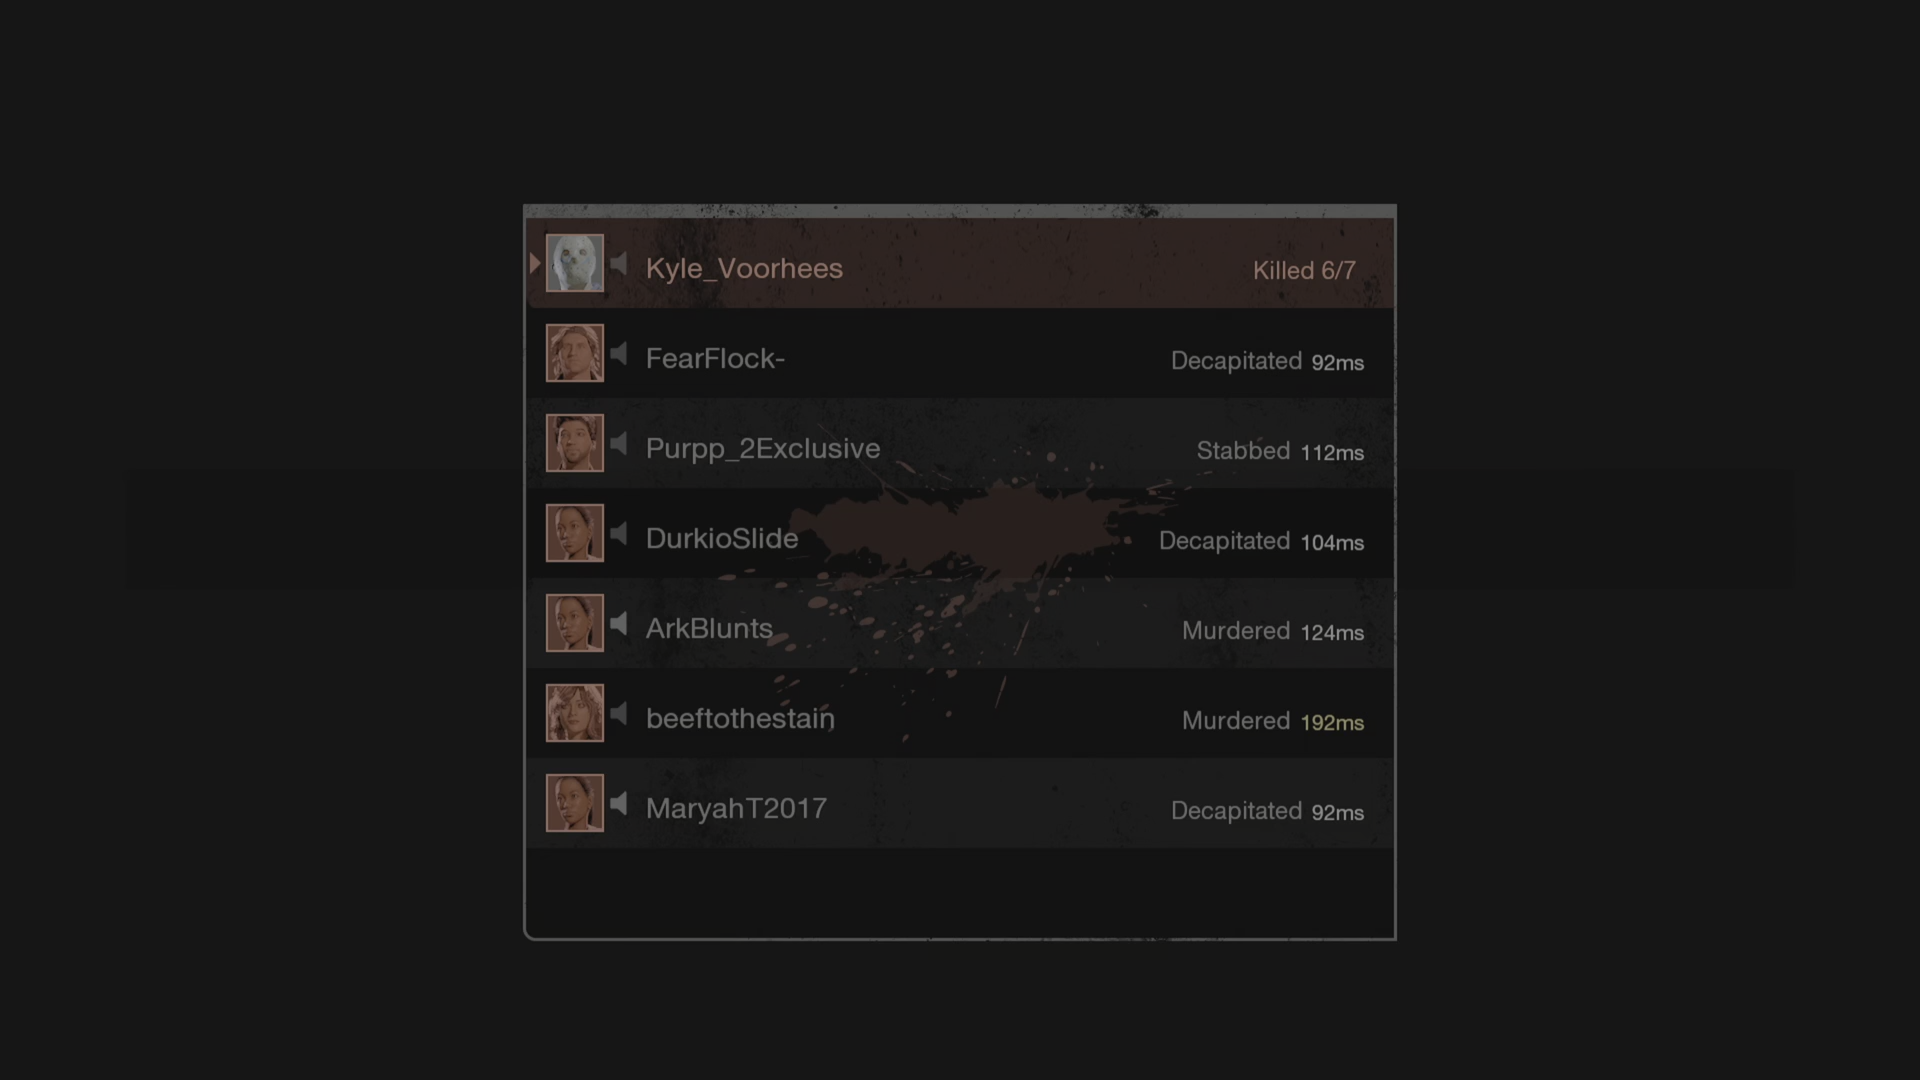 Kyle_Voorhees Killed 6/7
FearFlock- Decapitated 92ms
Purpp_2Exclusive Stabbed 112ms
DurkioSlide Decapitated 104ms
ArkBlunts Murdered 124ms
beeftothestain Murdered 192ms
MaryahT2017 Decapitated 92ms